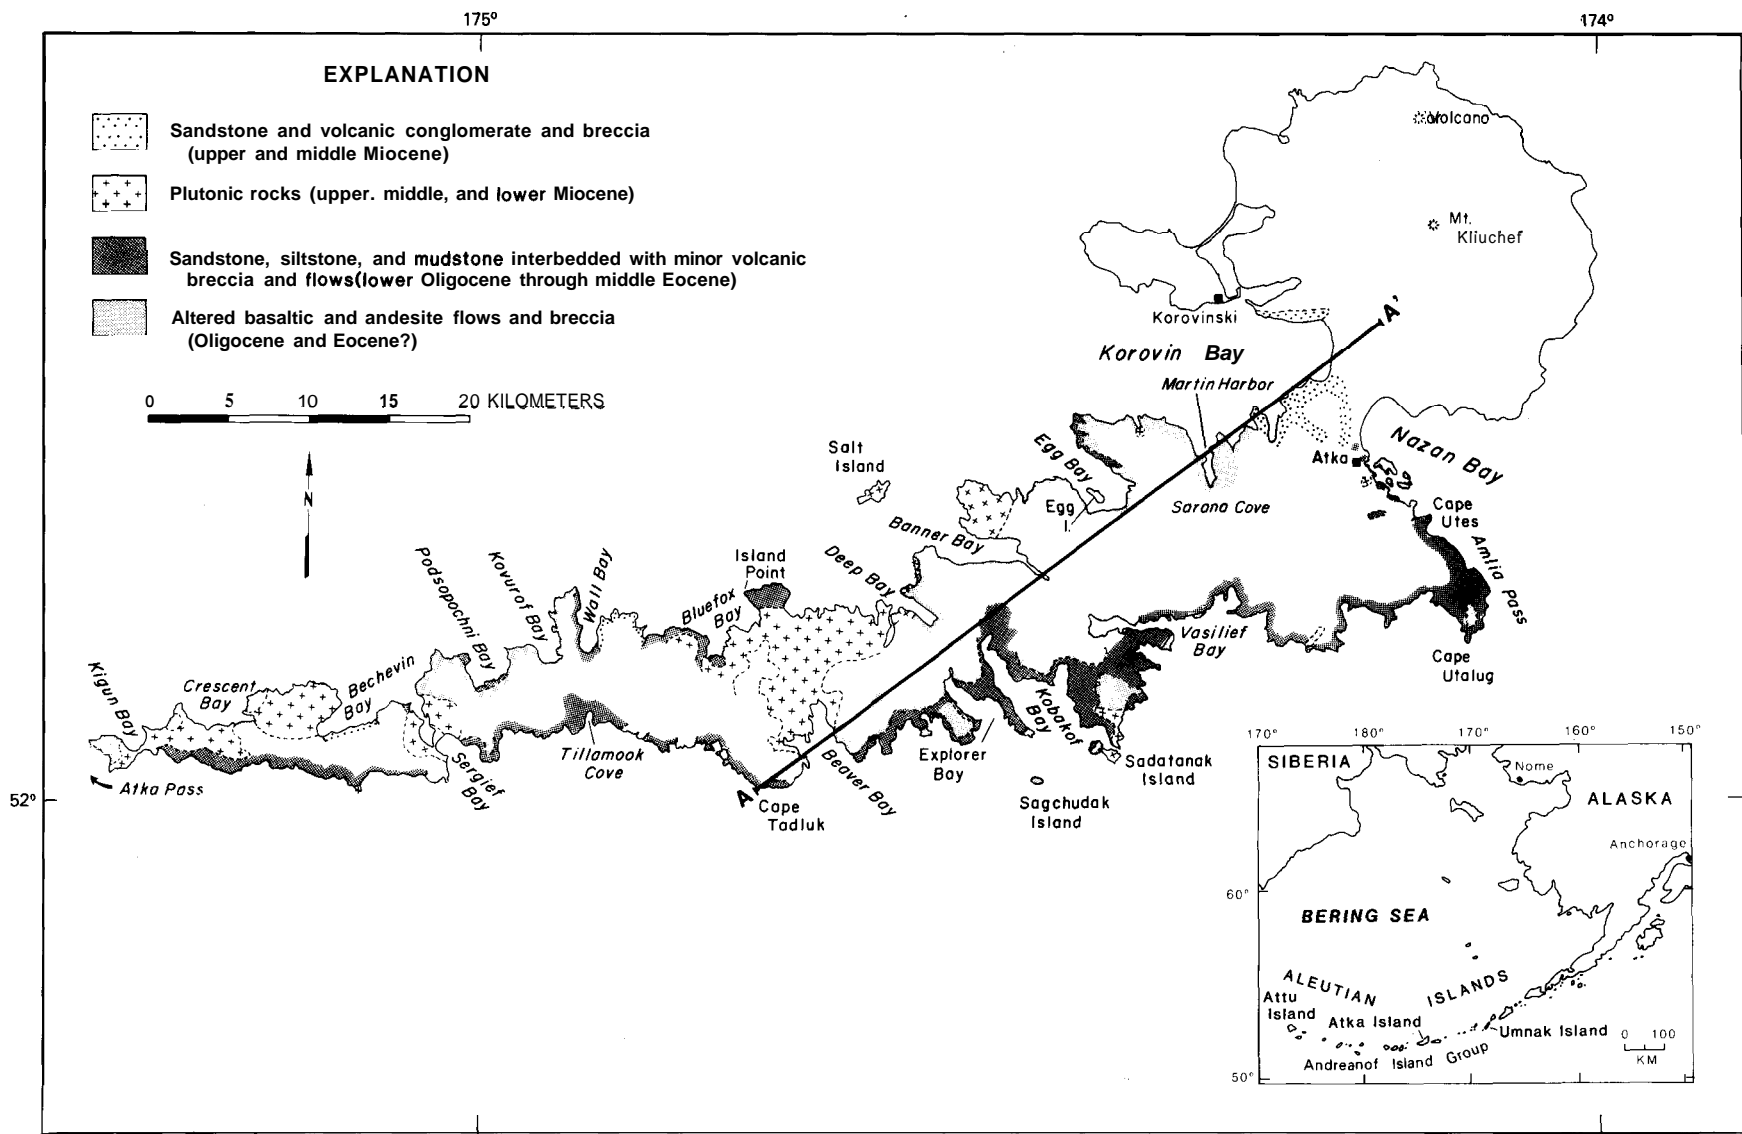 175°
174°
EXPLANATION
Sandstone and volcanic conglomerate and breccia
(upper and middle Miocene)
Plutonic rocks (upper. middle, and lower Miocene)
Sandstone, siltstone, and mudstone interbedded with minor volcanic
breccia and flows(lower Oligocene through middle Eocene)
Altered basaltic and andesite flows and breccia
(Oligocene and Eocene?)
0 5 10 15 20 KILOMETERS
N
Volcano
Mt.
Kliuchef
Korovinski
A'
Korovin Bay
Martin Harbor
Nazan Bay
Egg Bay
Salt
Island
Atka
Egg
I.
Sarana Cove
Cape
Utes
Banner Bay
Amlia Pass
Island
Point
Deep Bay
Podsopochni Bay
Kovurof Bay
Wall Bay
Bluefox
Bay
Vasilief
Bay
Cape
Utalug
Kigun Bay
Crescent
Bay
Bechevin
Bay
Kobakof
Bay
Explorer
Bay
Sadatanak
Island
Tillamook
Cove
Sergief
Bay
Beaver Bay
Atka Pass
52°
A
Cape
Tadluk
Sagchudak
Island
170° 180° 170° 160° 150°
SIBERIA
Nome
ALASKA
Anchorage
60°
BERING SEA
ALEUTIAN ISLANDS
Attu
Island
Atka Island
Umnak Island
0 100
KM
Andreanof Island Group
50°